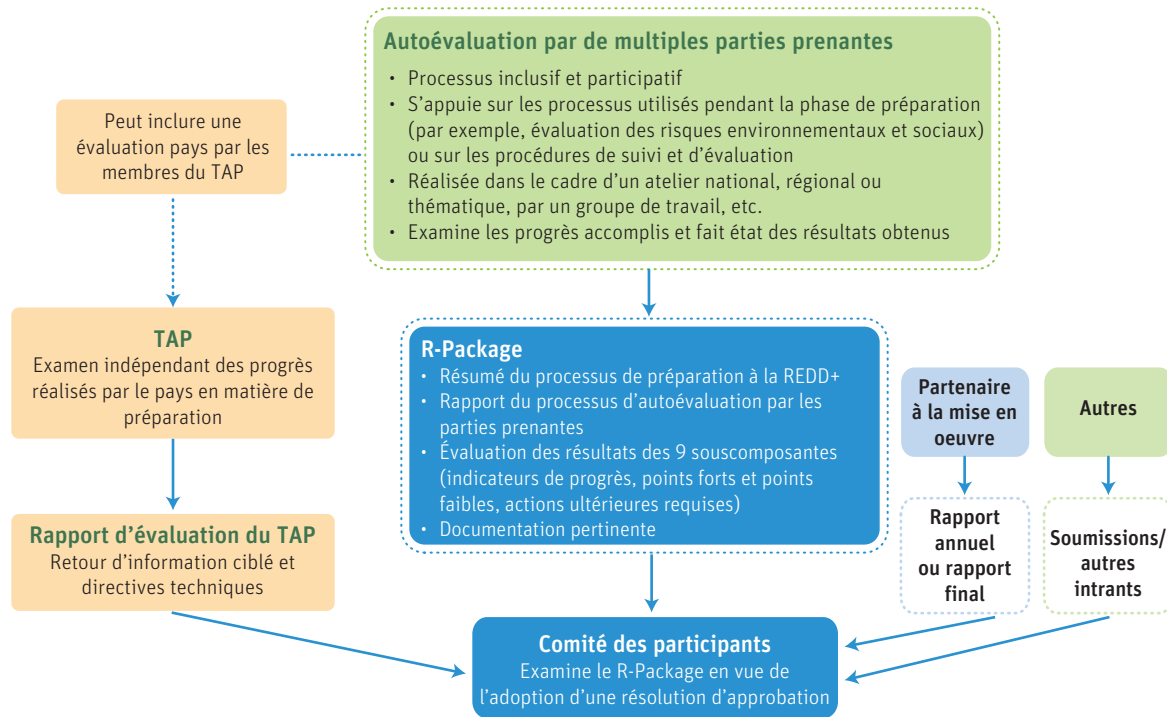 Autoévaluation par de multiples parties prenantes
• Processus inclusif et participatif
• S’appuie sur les processus utilisés pendant la phase de préparation
(par exemple, évaluation des risques environnementaux et sociaux)
ou sur les procédures de suivi et d’évaluation
• Réalisée dans le cadre d’un atelier national, régional ou
thématique, par un groupe de travail, etc.
• Examine les progrès accomplis et fait état des résultats obtenus
Peut inclure une
évaluation pays par les
membres du TAP
TAP
Examen indépendant des progrès
réalisés par le pays en matière de
préparation
R-Package
• Résumé du processus de préparation à la REDD+
• Rapport du processus d’autoévaluation par les
parties prenantes
• Évaluation des résultats des 9 souscomposantes
(indicateurs de progrès, points forts et points
faibles, actions ultérieures requises)
• Documentation pertinente
Partenaire
à la mise en
oeuvre
Autres
Rapport d’évaluation du TAP
Retour d’information ciblé et
directives techniques
Rapport
annuel
ou rapport
final
Soumissions/
autres
intrants
Comité des participants
Examine le R-Package en vue de
l’adoption d’une résolution d’approbation